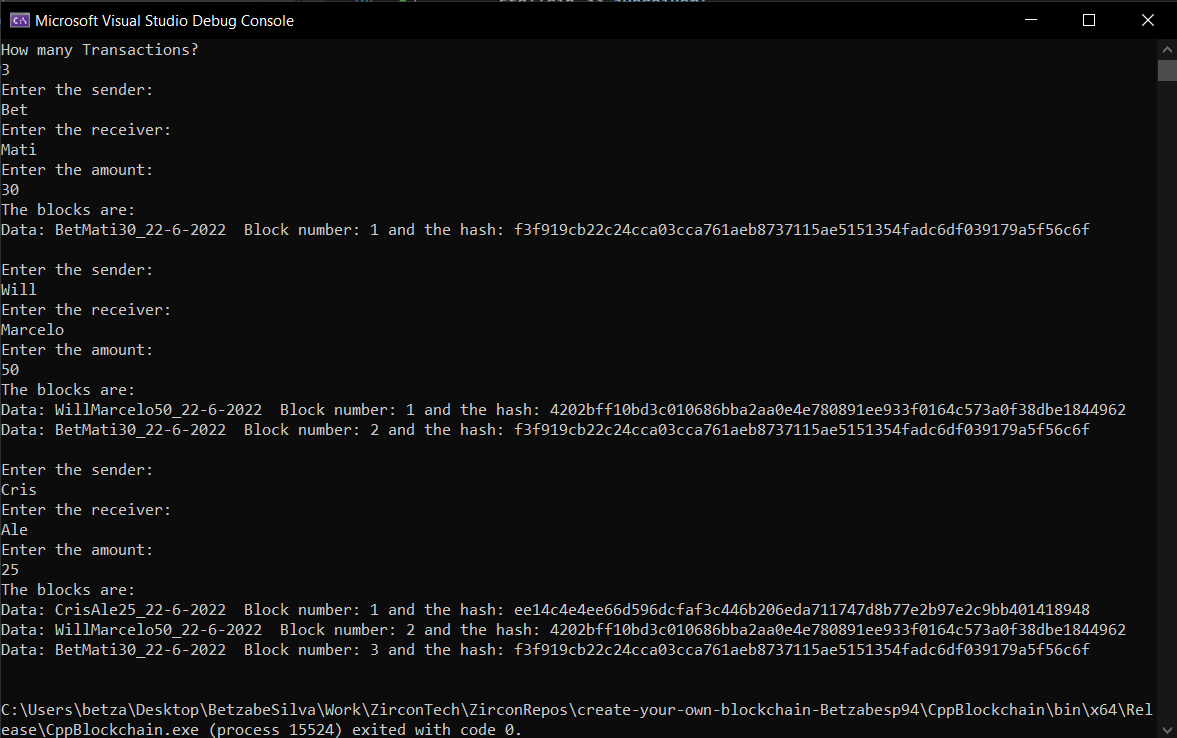 Microsoft Visual Studio Debug Console
How many Transactions?
3
Enter the sender:
Bet
Enter the receiver:
Mati
Enter the amount:
30
The blocks are:
Data: BetMati30_22-6-2022  Block number: 1 and the hash: f3f919cb22c24cca03cca761aeb8737115ae5151354fadc6df039179a5f56c6f
Enter the sender:
Will
Enter the receiver:
Marcelo
Enter the amount:
50
The blocks are:
Data: WillMarcelo50_22-6-2022  Block number: 1 and the hash: 4202bff10bd3c010686bba2aa0e4e780891ee933f0164c573a0f38dbe1844962
Data: BetMati30_22-6-2022  Block number: 2 and the hash: f3f919cb22c24cca03cca761aeb8737115ae5151354fadc6df039179a5f56c6f
Enter the sender:
Cris
Enter the receiver:
Ale
Enter the amount:
25
The blocks are:
Data: CrisAle25_22-6-2022  Block number: 1 and the hash: ee14c4e4ee66d596dcfaf3c446b206eda711747d8b77e2b97e2c9bb401418948
Data: WillMarcelo50_22-6-2022  Block number: 2 and the hash: 4202bff10bd3c010686bba2aa0e4e780891ee933f0164c573a0f38dbe1844962
Data: BetMati30_22-6-2022  Block number: 3 and the hash: f3f919cb22c24cca03cca761aeb8737115ae5151354fadc6df039179a5f56c6f
C:\Users\betza\Desktop\BetzabeSilva\Work\ZirconTech\ZirconRepos\create-your-own-blockchain-Betzabesp94\CppBlockchain\bin\x64\Rel
ease\CppBlockchain.exe (process 15524) exited with code 0.